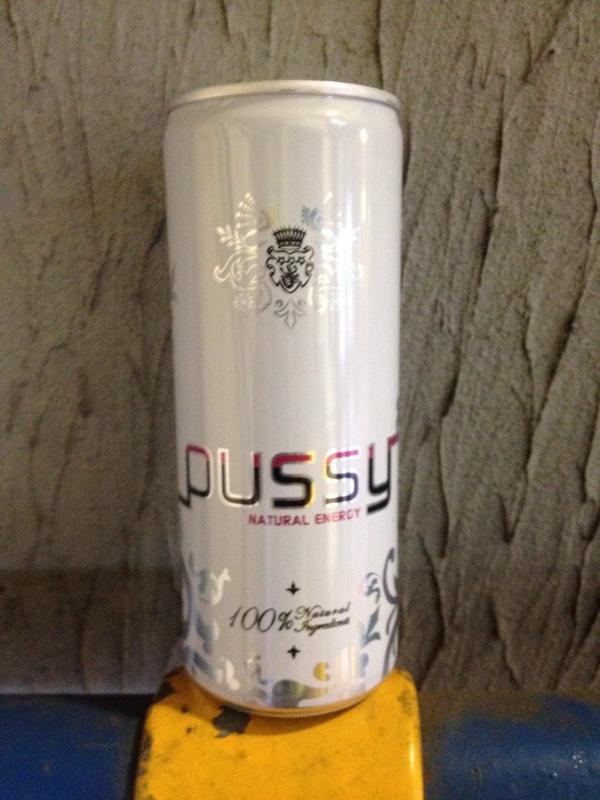 pussy
NATURAL ENERGY
100% Natural
Ingredients